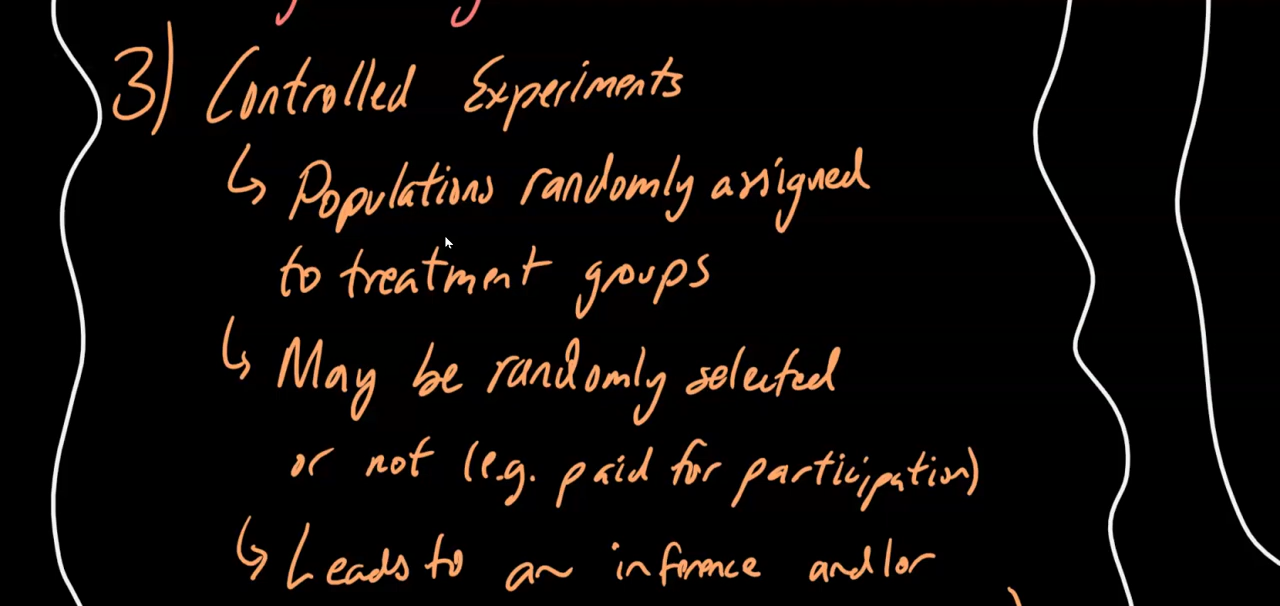 3) Controlled Experiments
↳ Populations randomly assigned
to treatment groups
↳ May be randomly selected
or not (e.g. paid for participation)
↳ Leads to an inference and/or